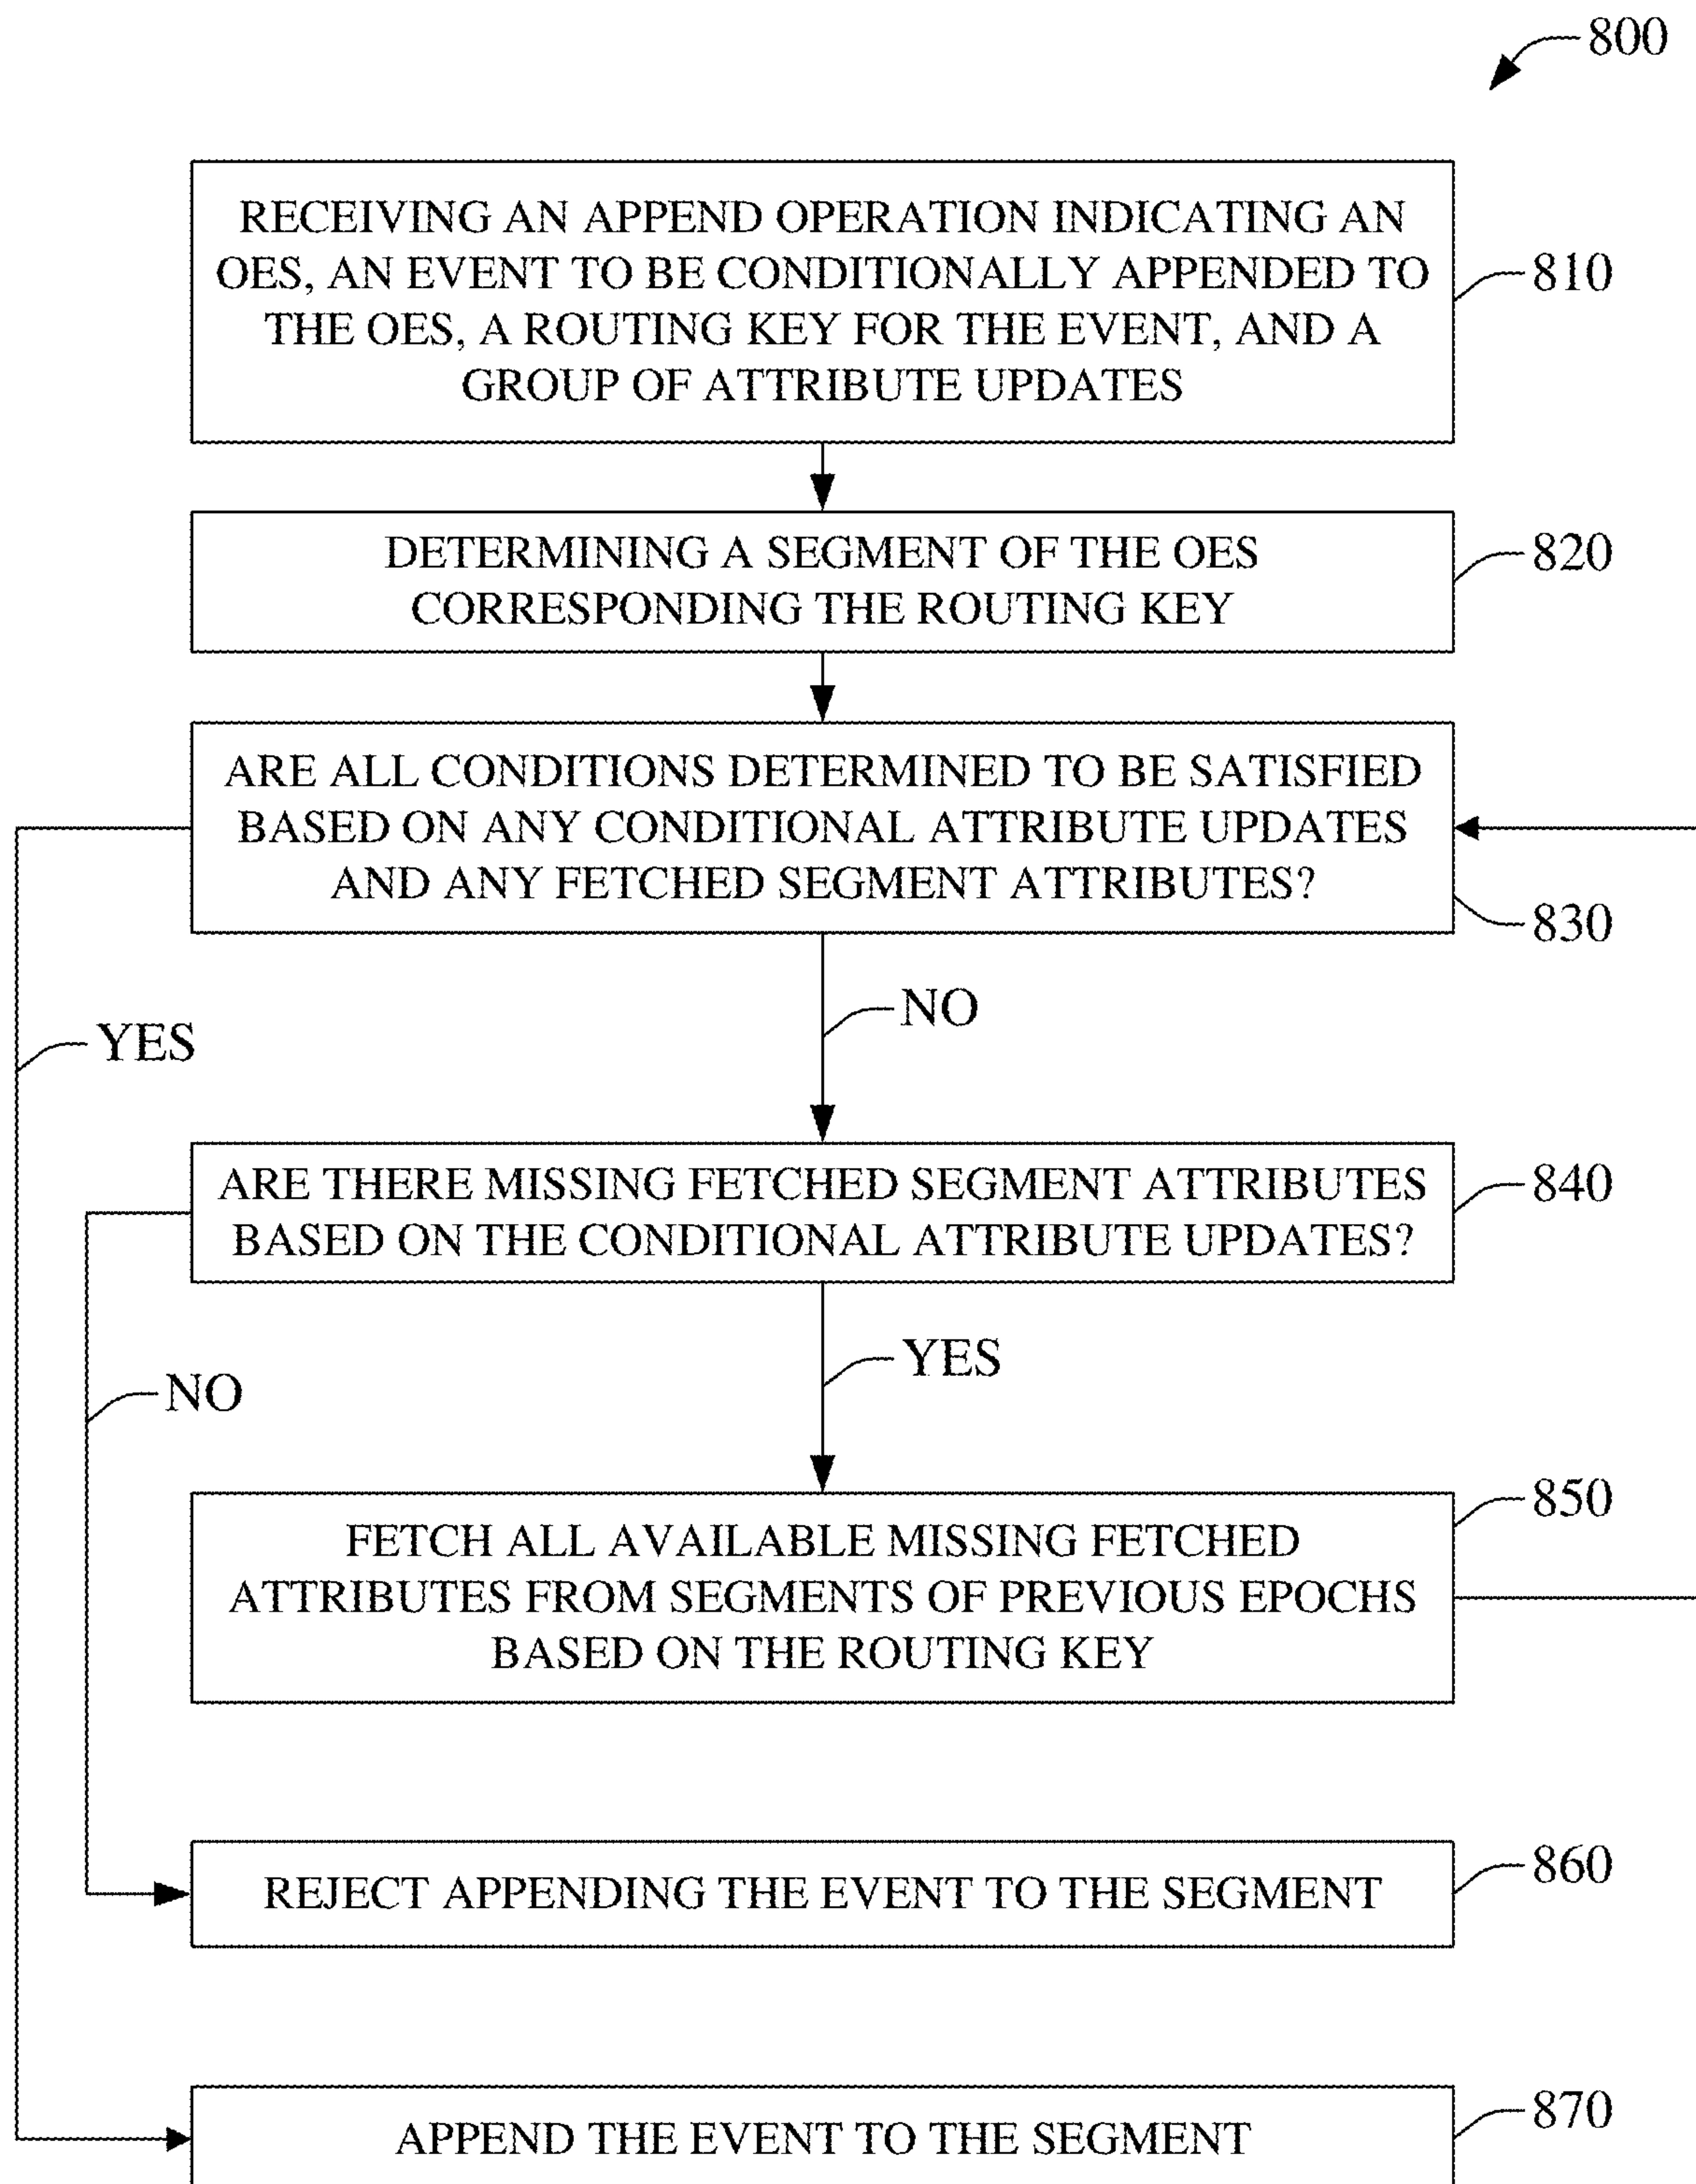 800
RECEIVING AN APPEND OPERATION INDICATING AN
OES, AN EVENT TO BE CONDITIONALLY APPENDED TO
THE OES, A ROUTING KEY FOR THE EVENT, AND A
GROUP OF ATTRIBUTE UPDATES
810
DETERMINING A SEGMENT OF THE OES
CORRESPONDING THE ROUTING KEY
820
ARE ALL CONDITIONS DETERMINED TO BE SATISFIED
BASED ON ANY CONDITIONAL ATTRIBUTE UPDATES
AND ANY FETCHED SEGMENT ATTRIBUTES?
830
NO
YES
ARE THERE MISSING FETCHED SEGMENT ATTRIBUTES
BASED ON THE CONDITIONAL ATTRIBUTE UPDATES?
840
YES
NO
FETCH ALL AVAILABLE MISSING FETCHED
ATTRIBUTES FROM SEGMENTS OF PREVIOUS EPOCHS
BASED ON THE ROUTING KEY
850
REJECT APPENDING THE EVENT TO THE SEGMENT
860
APPEND THE EVENT TO THE SEGMENT
870